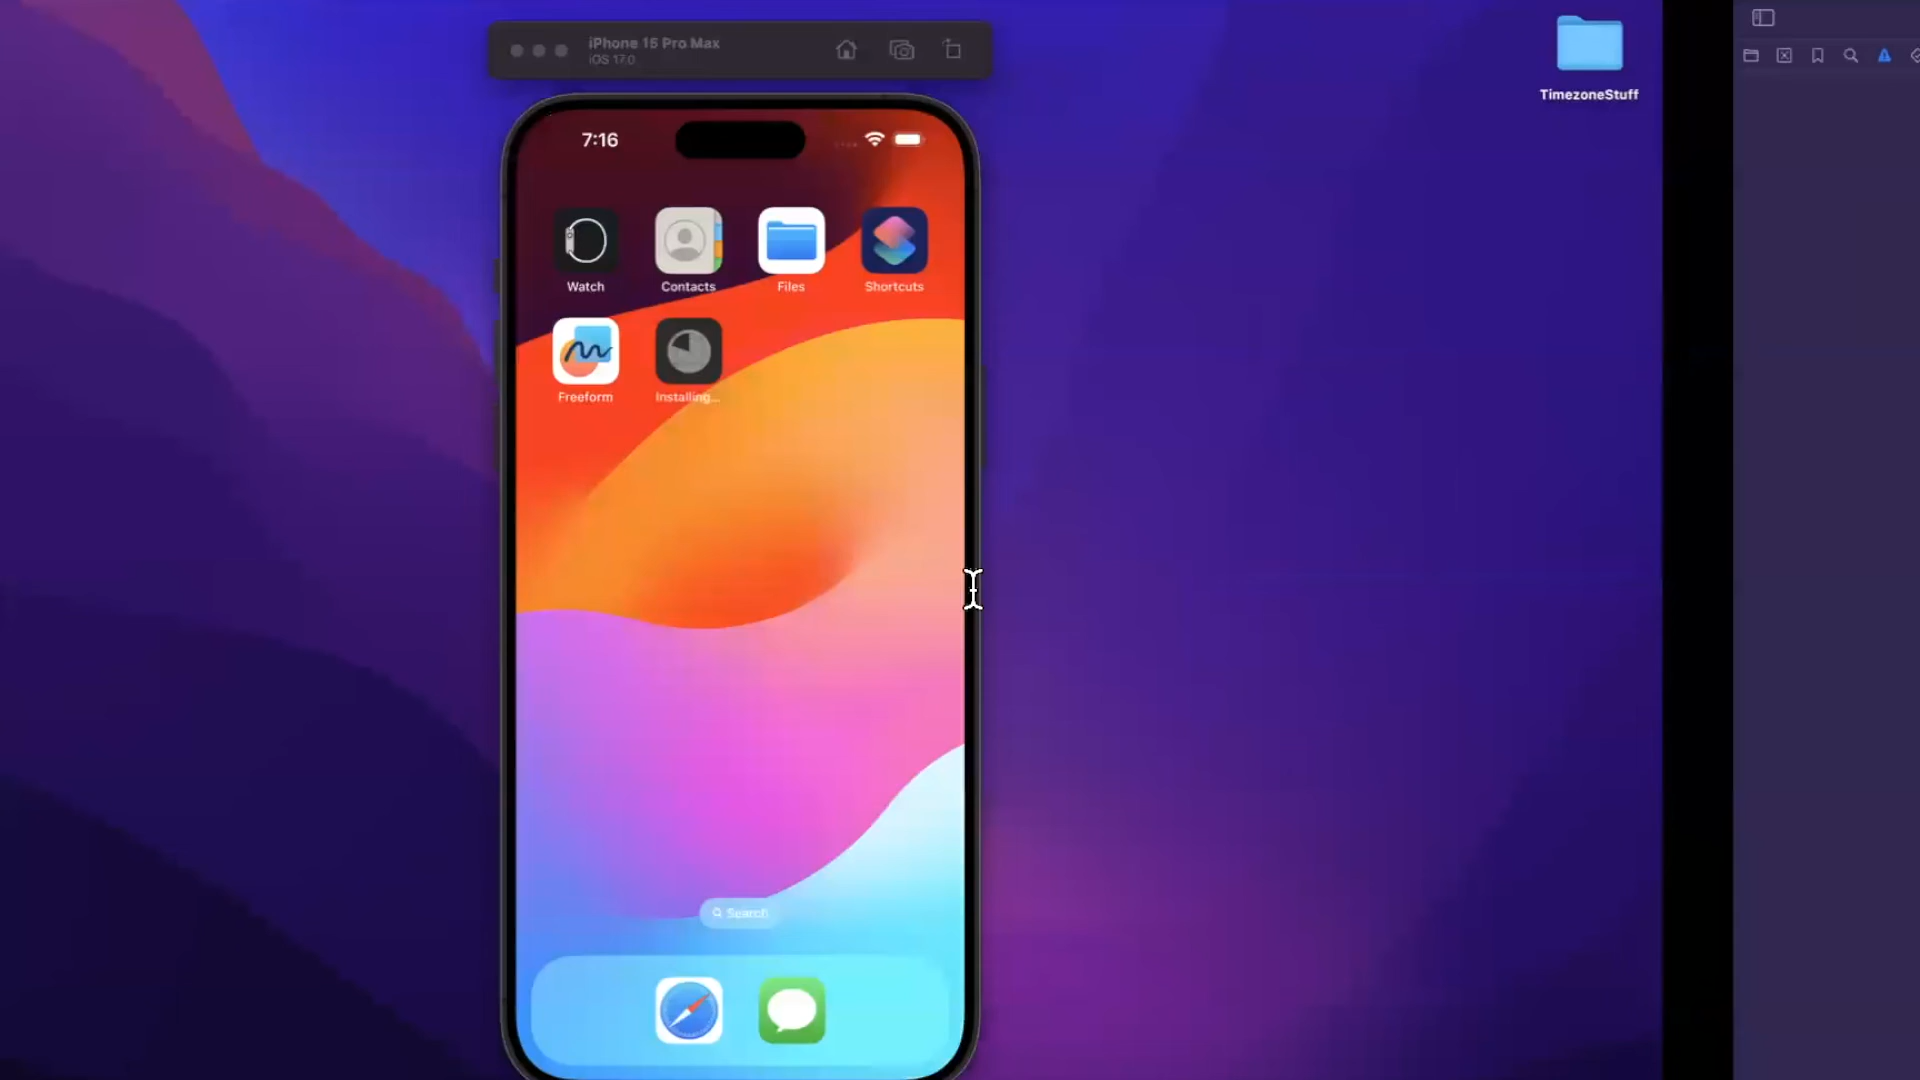 iPhone 15 Pro Max
iOS 17.0
TimezoneStuff
7:16
Watch
Contacts
Files
Shortcuts
Freeform
Installing...
Search